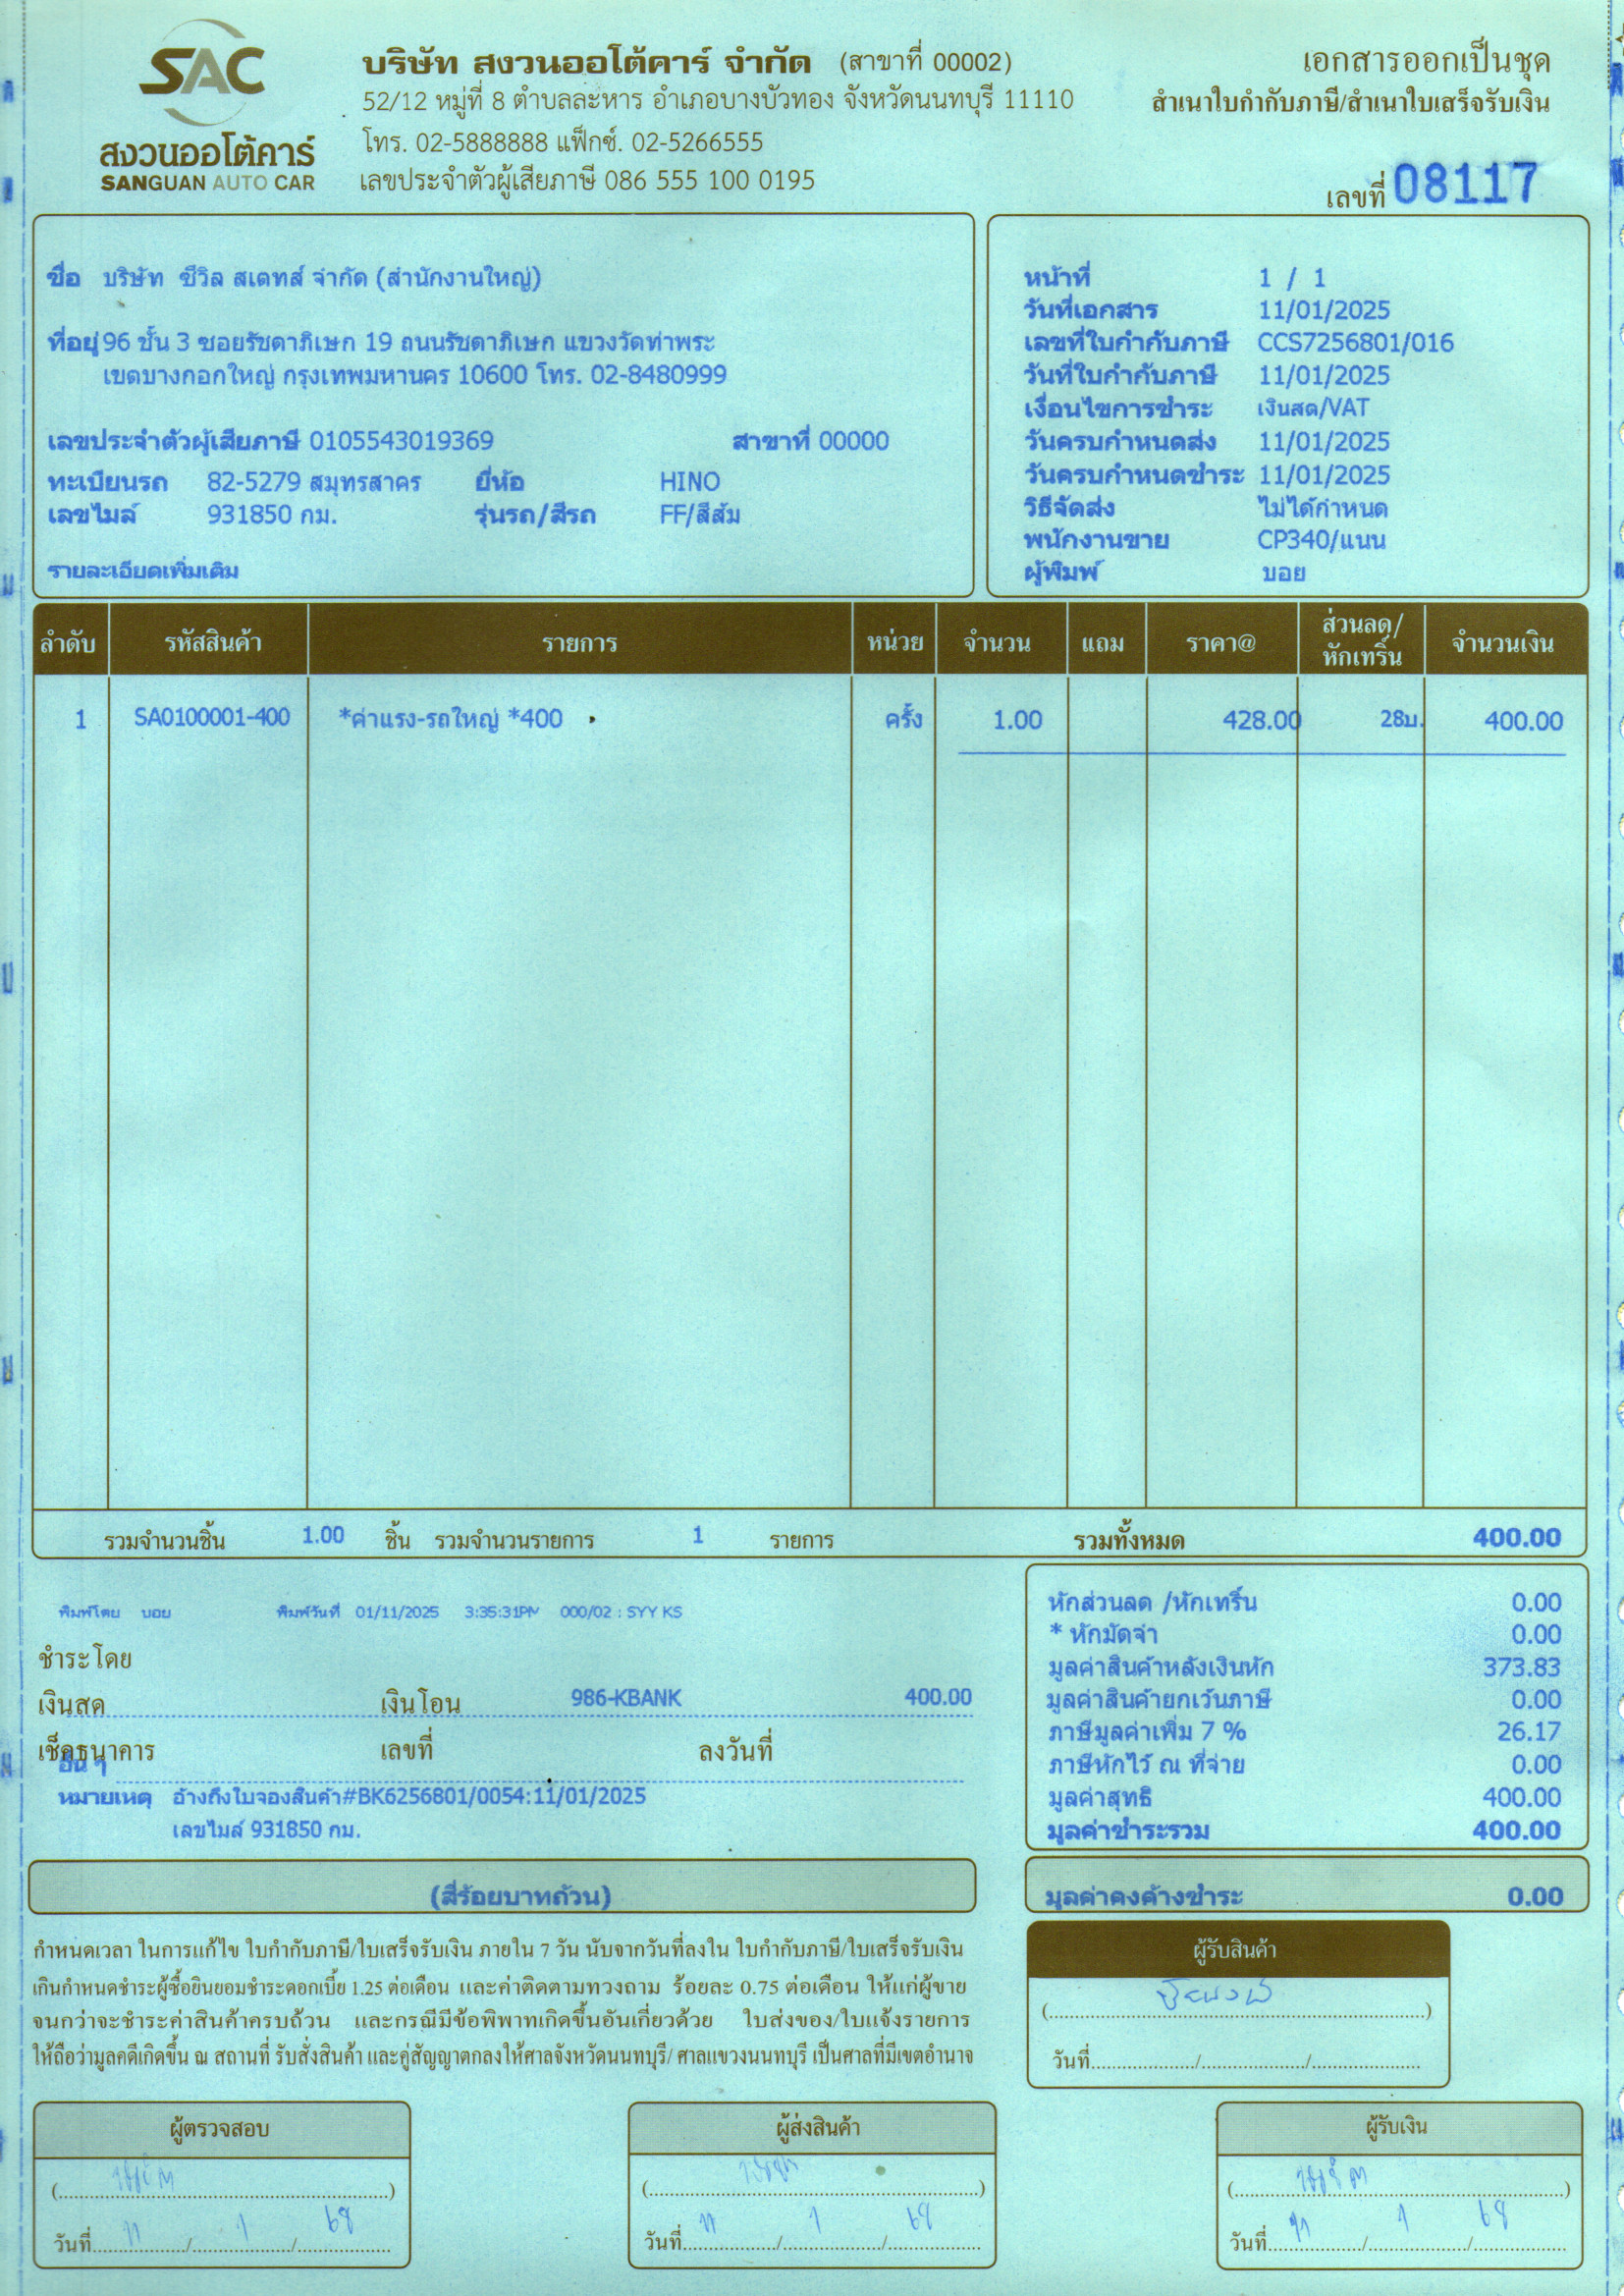 SAC
สงวนออโต้คาร์
SANGUAN AUTO CAR
บริษัท สงวนออโต้คาร์ จำกัด (สาขาที่ 00002)
52/12 หมู่ที่ 8 ตำบลละหาร อำเภอบางบัวทอง จังหวัดนนทบุรี 11110
โทร. 02-5888888 แฟ็กซ์. 02-5266555
เลขประจำตัวผู้เสียภาษี 086 555 100 0195
เอกสารออกเป็นชุด
สำเนาใบกำกับภาษี/สำเนาใบเสร็จรับเงิน
เลขที่ 08117
ชื่อ บริษัท ซีวิล สเตทส์ จำกัด (สำนักงานใหญ่)
ที่อยู่ 96 ชั้น 3 ซอยรัชดาภิเษก 19 ถนนรัชดาภิเษก แขวงวัดท่าพระ
เขตบางกอกใหญ่ กรุงเทพมหานคร 10600 โทร. 02-8480999
เลขประจำตัวผู้เสียภาษี 0105543019369 สาขาที่ 00000
ทะเบียนรถ 82-5279 สมุทรสาคร ยี่ห้อ HINO
เลขไมล์ 931850 กม. รุ่นรถ/สีรถ FF/สีส้ม
รายละเอียดเพิ่มเติม
หน้าที่ 1 / 1
วันที่เอกสาร 11/01/2025
เลขที่ใบกำกับภาษี CCS7256801/016
วันที่ใบกำกับภาษี 11/01/2025
เงื่อนไขการชำระ เงินสด/VAT
วันครบกำหนดส่ง 11/01/2025
วันครบกำหนดชำระ 11/01/2025
วิธีจัดส่ง ไม่ได้กำหนด
พนักงานขาย CP340/แนน
ผู้พิมพ์ บอย
ลำดับ รหัสสินค้า รายการ หน่วย จำนวน แถม ราคา@ ส่วนลด/หักเทริ์น จำนวนเงิน
1 SA0100001-400 *ค่าแรง-รถใหญ่ *400 ครั้ง 1.00 428.00 28บ. 400.00
รวมจำนวนชิ้น 1.00 ชิ้น รวมจำนวนรายการ 1 รายการ รวมทั้งหมด 400.00
พิมพ์โดย บอย พิมพ์วันที่ 01/11/2025 3:35:31PM 000/02 : SYY KS
ชำระโดย
เงินสด เงินโอน 986-KBANK 400.00
เช็คธนาคาร เลขที่ ลงวันที่
อื่น ๆ
หมายเหตุ อ้างถึงใบจองสินค้า#BK6256801/0054:11/01/2025
เลขไมล์ 931850 กม.
หักส่วนลด /หักเทริ์น 0.00
* หักมัดจำ 0.00
มูลค่าสินค้าหลังเงินหัก 373.83
มูลค่าสินค้ายกเว้นภาษี 0.00
ภาษีมูลค่าเพิ่ม 7 % 26.17
ภาษีหักไว้ ณ ที่จ่าย 0.00
มูลค่าสุทธิ 400.00
มูลค่าชำระรวม 400.00
(สี่ร้อยบาทถ้วน)
มูลค่าคงค้างชำระ 0.00
กำหนดเวลา ในการแก้ไข ใบกำกับภาษี/ใบเสร็จรับเงิน ภายใน 7 วัน นับจากวันที่ลงใน ใบกำกับภาษี/ใบเสร็จรับเงิน
เกินกำหนดชำระผู้ซื้อยินยอมชำระดอกเบี้ย 1.25 ต่อเดือน และค่าติดตามทวงถาม ร้อยละ 0.75 ต่อเดือน ให้แก่ผู้ขาย
จนกว่าจะชำระค่าสินค้าครบถ้วน และกรณีมีข้อพิพาทเกิดขึ้นอันเกี่ยวด้วย ใบส่งของ/ใบแจ้งรายการ
ให้ถือว่ามูลคดีเกิดขึ้น ณ สถานที่ รับสั่งสินค้า และคู่สัญญาตกลงให้ศาลจังหวัดนนทบุรี/ ศาลแขวงนนทบุรี เป็นศาลที่มีเขตอำนาจ
ผู้รับสินค้า
วันที่ / /
ผู้ตรวจสอบ ผู้ส่งสินค้า ผู้รับเงิน
วันที่ 11 / 1 / 68 วันที่ 11 / 1 / 68 วันที่ 11 / 1 / 68